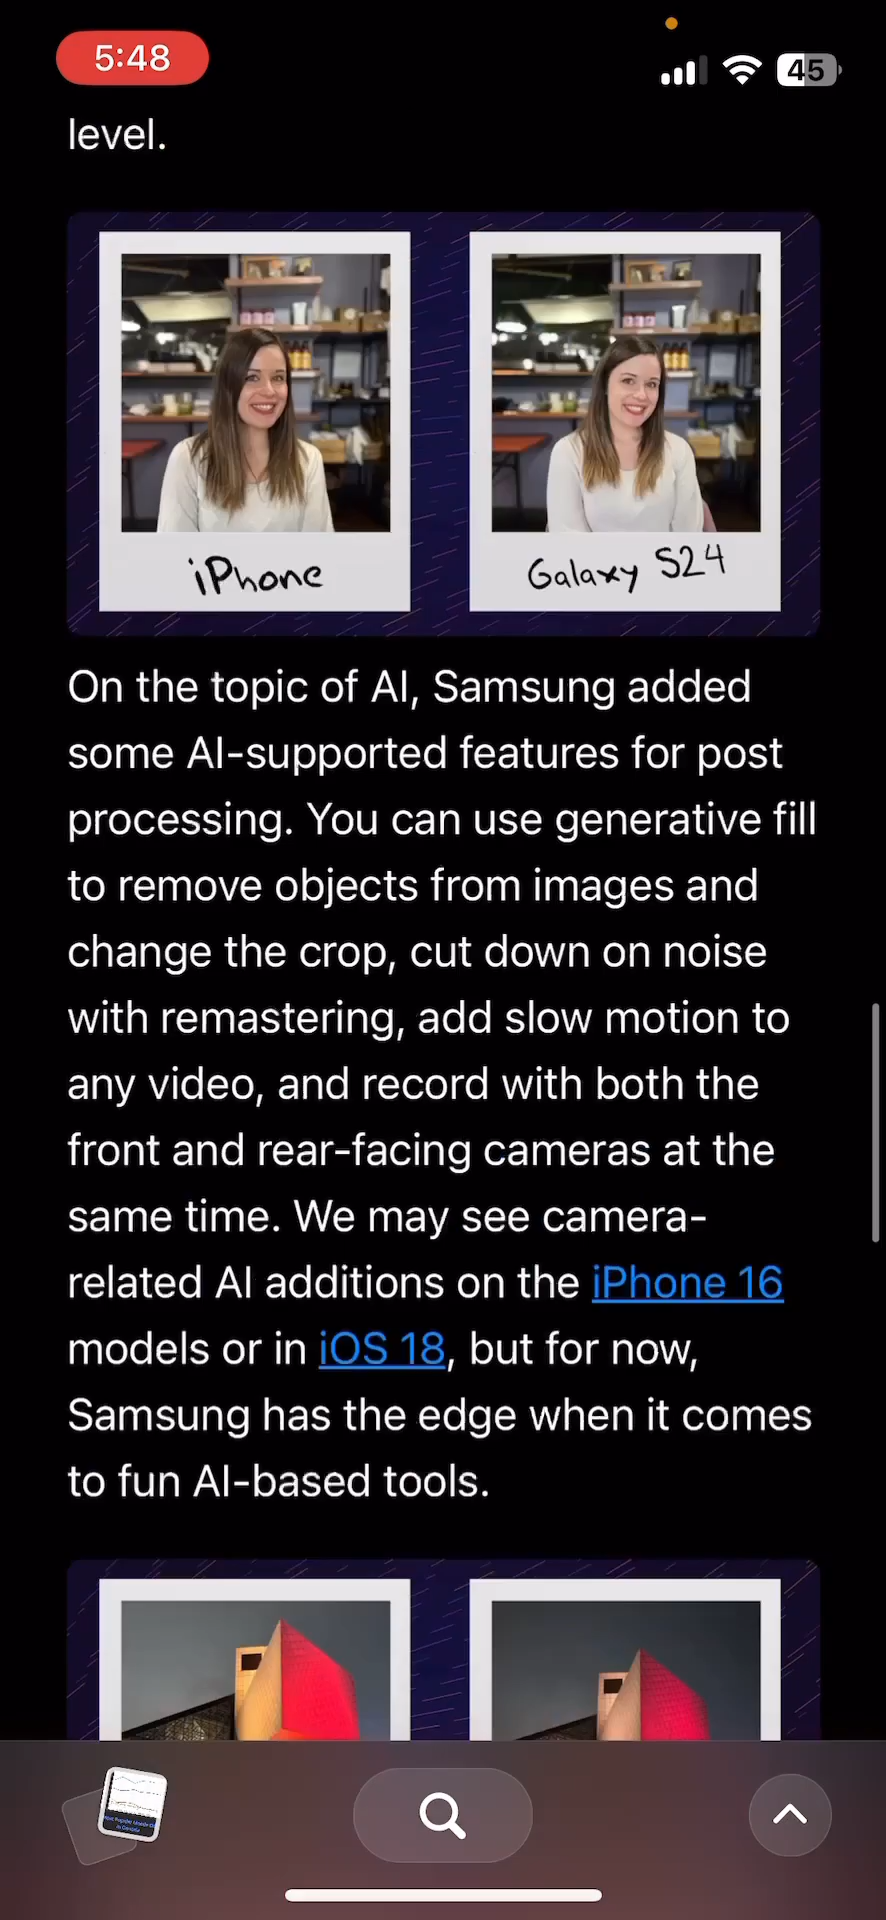 5:48
45
level.
iPhone
Galaxy S24
On the topic of AI, Samsung added
some AI-supported features for post
processing. You can use generative fill
to remove objects from images and
change the crop, cut down on noise
with remastering, add slow motion to
any video, and record with both the
front and rear-facing cameras at the
same time. We may see camera-
related AI additions on the iPhone 16
models or in iOS 18, but for now,
Samsung has the edge when it comes
to fun AI-based tools.